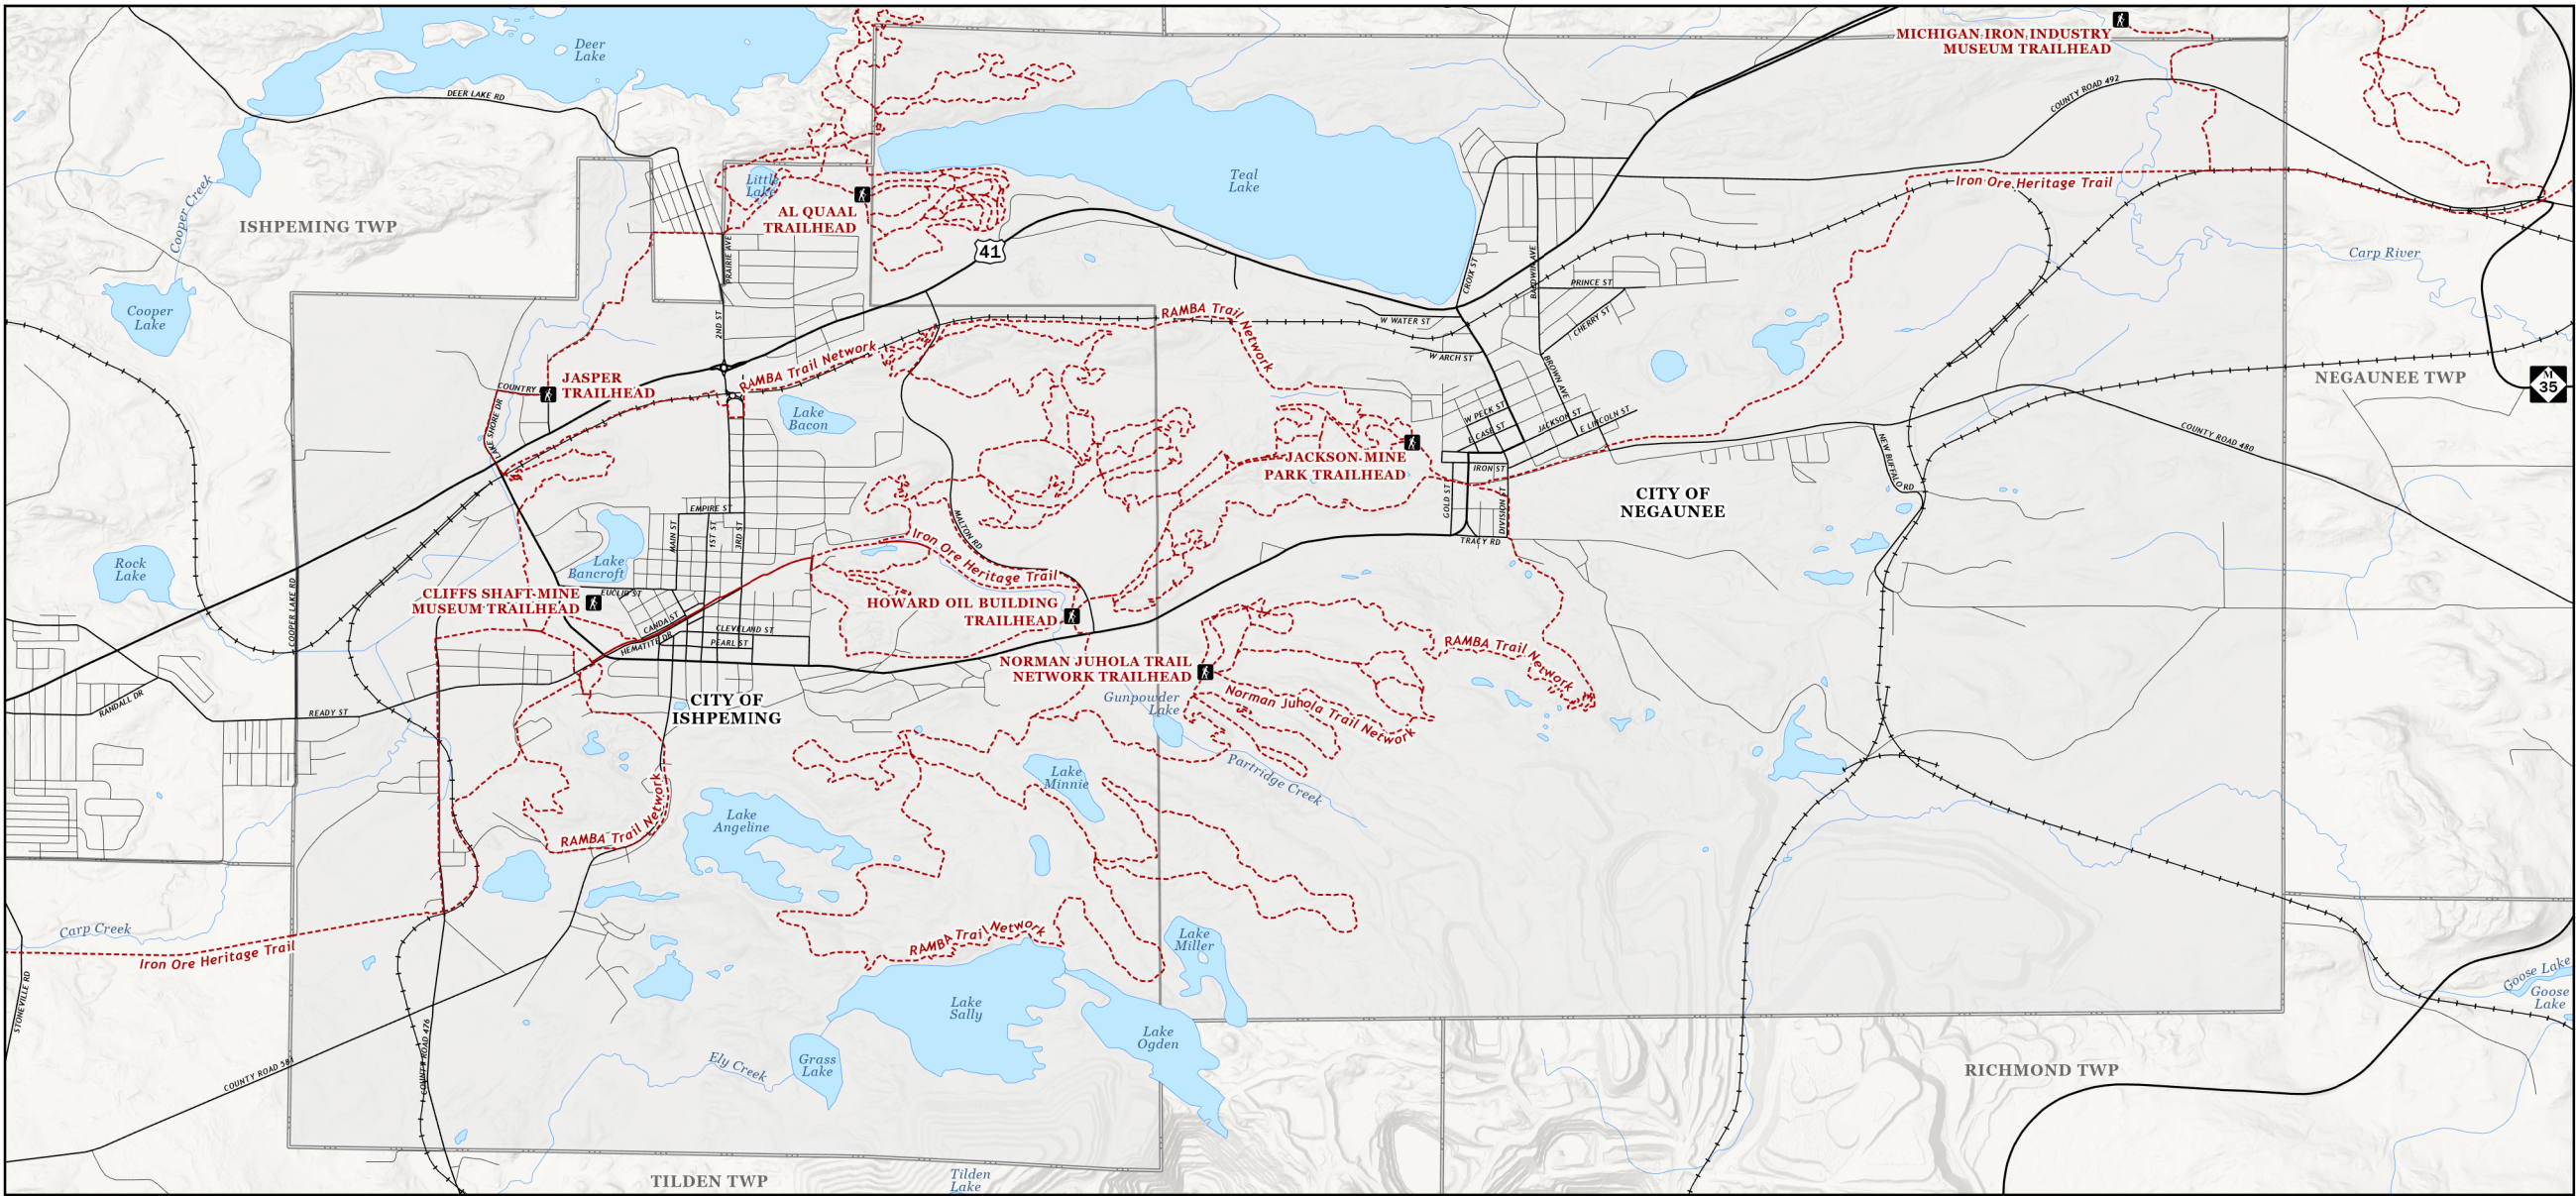 MICHIGAN IRON INDUSTRY
MUSEUM TRAILHEAD
Deer
Lake
DEER LAKE RD
COUNTY ROAD 492
Cooper Creek
ISHPEMING TWP
Little
Lake
AL QUAAL
TRAILHEAD
Teal
Lake
Iron Ore Heritage Trail
PRAIRIE AVE
41
CROIX ST
BALDWIN AVE
PRINCE ST
Carp River
Cooper
Lake
2ND ST
RAMBA Trail Network
W WATER ST
CHERRY ST
RAMBA Trail Network
W ARCH ST
BROWN AVE
JASPER
TRAILHEAD
COUNTRY
LAKE SHORE DR
LAKE
Lake
Bacon
NEGAUNEE TWP
M
35
W PECK ST
E CASE ST
JACKSON ST
E LINCOLN ST
COUNTY ROAD 480
NEW BUFFALO RD
JACKSON MINE
PARK TRAILHEAD
IRON ST
GOLD ST
DIVISION ST
TRACY RD
CITY OF
NEGAUNEE
EMPIRE ST
MAIN ST
1ST ST
3RD ST
MALTON RD
Iron Ore Heritage Trail
Rock
Lake
Lake
Bancroft
COOPER LAKE RD
CLIFFS SHAFT MINE
MUSEUM TRAILHEAD
EUCLID ST
HOWARD OIL BUILDING
TRAILHEAD
CANDA ST
HEMATITE DR
CLEVELAND ST
PEARL ST
RAMBA Trail Network
NORMAN JUHOLA TRAIL
NETWORK TRAILHEAD
Norman Juhola Trail Network
Gunpowder
Lake
RANDALL DR
READY ST
CITY OF
ISHPEMING
Partridge Creek
Lake
Minnie
RAMBA Trail Network
Lake
Angeline
Carp Creek
Iron Ore Heritage Trail
RAMBA Trail Network
Lake
Miller
STONEVILLE RD
Goose Lake
Goose
Lake
Lake
Sally
Lake
Ogden
COUNTY ROAD 476
COUNTY ROAD 581
Ely Creek
Grass
Lake
RICHMOND TWP
TILDEN TWP
Tilden
Lake